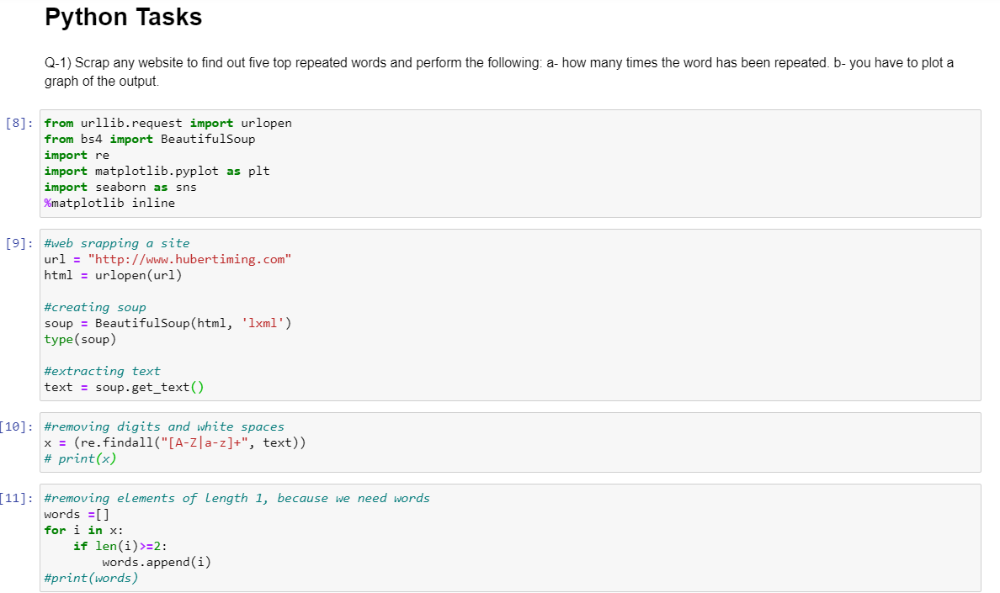 Python Tasks
Q-1) Scrap any website to find out five top repeated words and perform the following: a- how many times the word has been repeated. b- you have to plot a
graph of the output.
[8]: from urllib.request import urlopen
from bs4 import BeautifulSoup
import re
import matplotlib.pyplot as plt
import seaborn as sns
%matplotlib inline
[9]: #web srapping a site
url = "http://www.hubertiming.com"
html = urlopen(url)
#creating soup
soup = BeautifulSoup(html, 'lxml')
type(soup)
#extracting text
text = soup.get_text()
[10]: #removing digits and white spaces
x = (re.findall("[A-Z|a-z]+", text))
# print(x)
[11]: #removing elements of length 1, because we need words
words =[]
for i in x:
    if len(i)>=2:
        words.append(i)
#print(words)